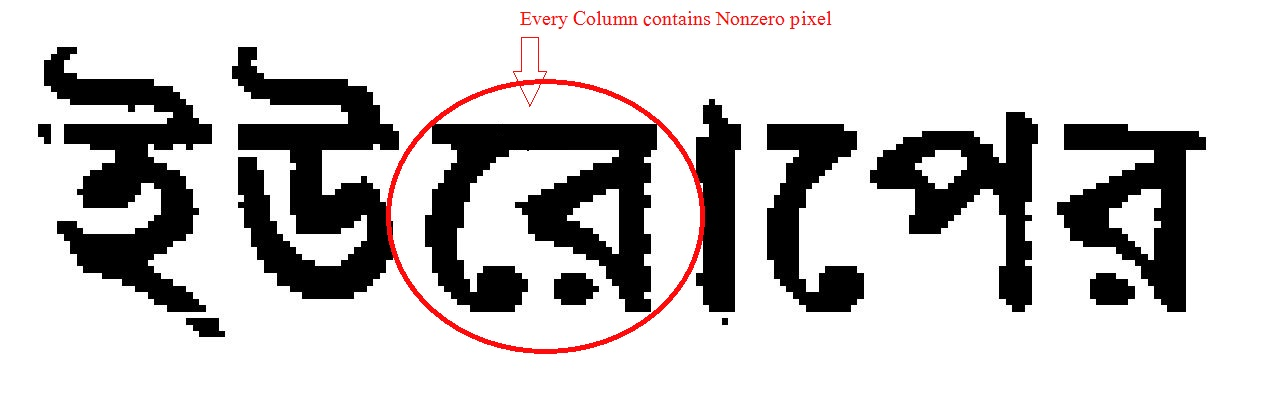 Every Column contains Nonzero pixel
ইউরোপের